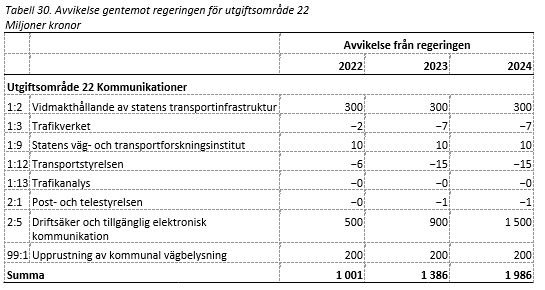 Tabell 30. Avvikelse gentemot regeringen för utgiftsområde 22
Miljoner kronor
Avvikelse från regeringen
2022 2023 2024
Utgiftsområde 22 Kommunikationer
1:2 Vidmakthållande av statens transportinfrastruktur 300 300 300
1:3 Trafikverket −2 −7 −7
1:9 Statens väg- och transportforskningsinstitut 10 10 10
1:12 Transportstyrelsen −6 −15 −15
1:13 Trafikanalys −0 −0 −0
2:1 Post- och telestyrelsen −0 −1 −1
2:5 Driftsäker och tillgänglig elektronisk 500 900 1 500
kommunikation
99:1 Upprustning av kommunal vägbelysning 200 200 200
Summa 1 001 1 386 1 986